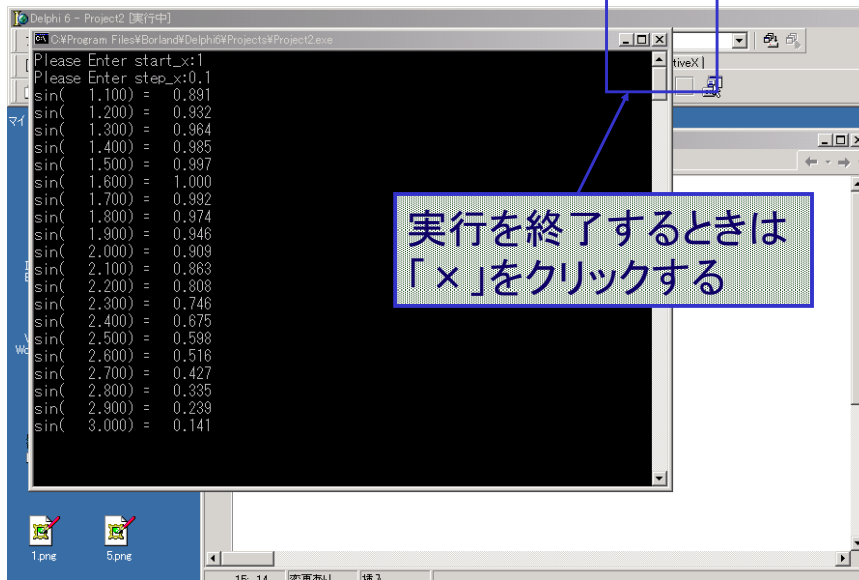 Delphi 6 - Project2 [実行中]
C:¥Program Files¥Borland¥Delphi6¥Projects¥Project2.exe
Please Enter start_x:1
Please Enter step_x:0.1
sin(   1.100) =   0.891
sin(   1.200) =   0.932
sin(   1.300) =   0.964
sin(   1.400) =   0.985
sin(   1.500) =   0.997
sin(   1.600) =   1.000
sin(   1.700) =   0.992
sin(   1.800) =   0.974
sin(   1.900) =   0.946
sin(   2.000) =   0.909
sin(   2.100) =   0.863
sin(   2.200) =   0.808
sin(   2.300) =   0.746
sin(   2.400) =   0.675
sin(   2.500) =   0.598
sin(   2.600) =   0.516
sin(   2.700) =   0.427
sin(   2.800) =   0.335
sin(   2.900) =   0.239
sin(   3.000) =   0.141
tiveX
マイ
実行を終了するときは
「×」をクリックする
1.png
5.png
15: 14 変更あり 挿入